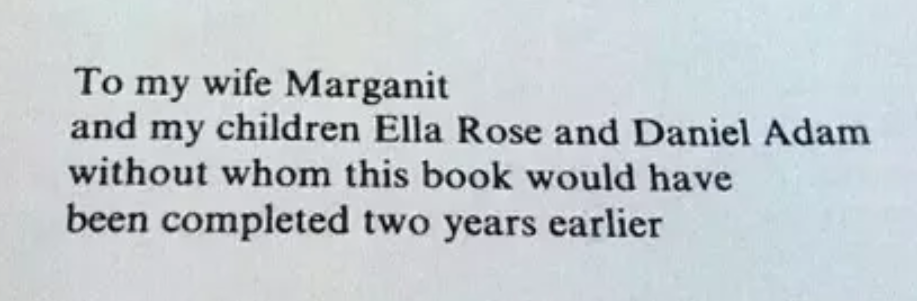 To my wife Marganit
and my children Ella Rose and Daniel Adam
without whom this book would have
been completed two years earlier